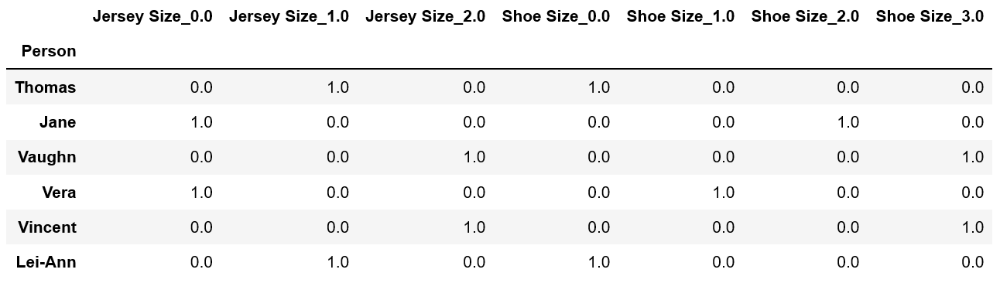 Jersey Size_0.0 Jersey Size_1.0 Jersey Size_2.0 Shoe Size_0.0 Shoe Size_1.0 Shoe Size_2.0 Shoe Size_3.0
Person
Thomas 0.0 1.0 0.0 1.0 0.0 0.0 0.0
Jane 1.0 0.0 0.0 0.0 0.0 1.0 0.0
Vaughn 0.0 0.0 1.0 0.0 0.0 0.0 1.0
Vera 1.0 0.0 0.0 0.0 1.0 0.0 0.0
Vincent 0.0 0.0 1.0 0.0 0.0 0.0 1.0
Lei-Ann 0.0 1.0 0.0 1.0 0.0 0.0 0.0